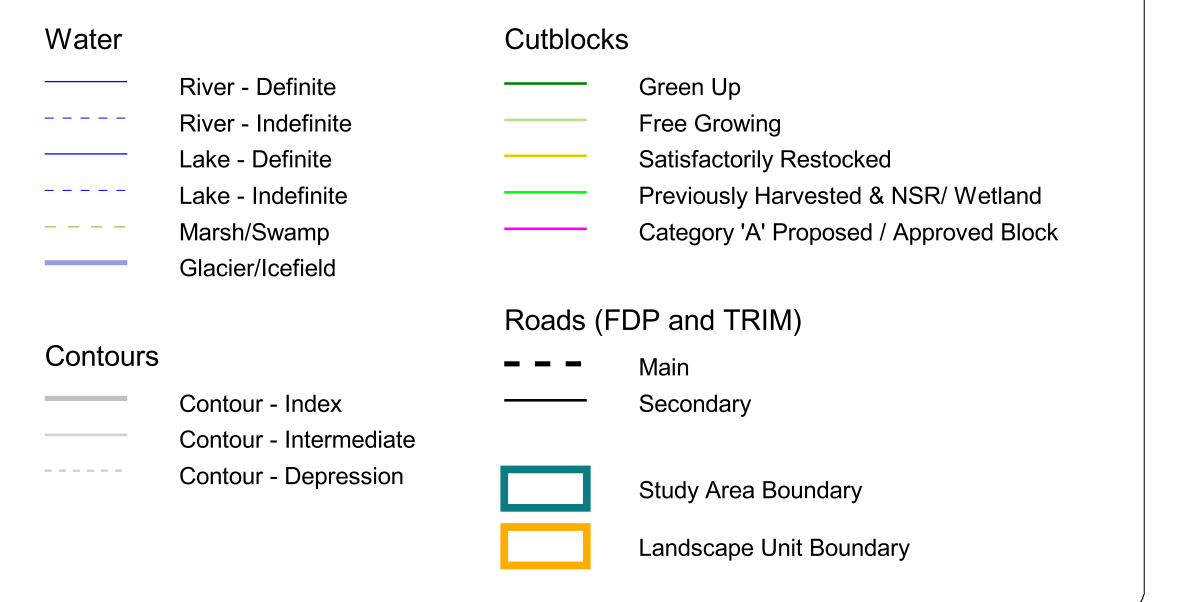 Water
River - Definite
River - Indefinite
Lake - Definite
Lake - Indefinite
Marsh/Swamp
Glacier/Icefield
Contours
Contour - Index
Contour - Intermediate
Contour - Depression
Cutblocks
Green Up
Free Growing
Satisfactorily Restocked
Previously Harvested & NSR/ Wetland
Category 'A' Proposed / Approved Block
Roads (FDP and TRIM)
Main
Secondary
Study Area Boundary
Landscape Unit Boundary